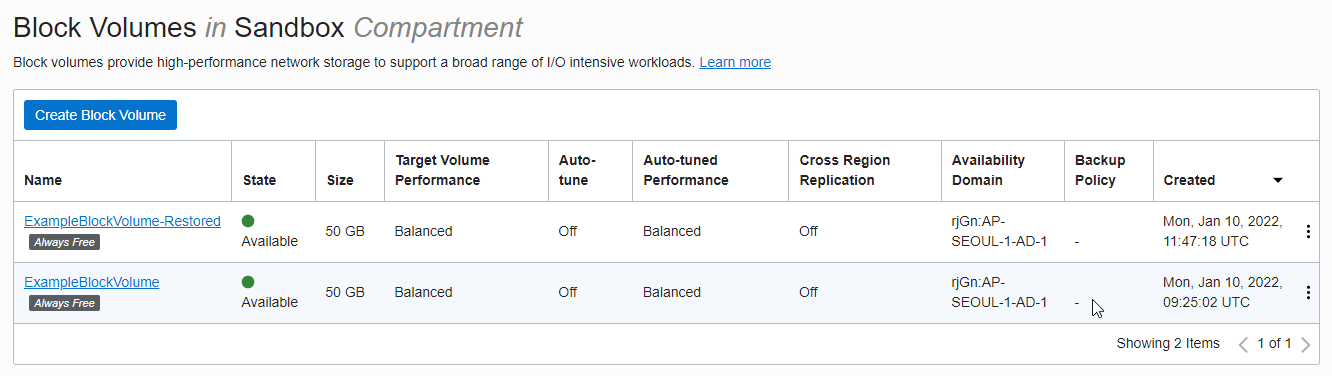 Block Volumes in Sandbox Compartment
Block volumes provide high-performance network storage to support a broad range of I/O intensive workloads. Learn more
Create Block Volume
Name State Size Target Volume Performance Auto-tune Auto-tuned Performance Cross Region Replication Availability Domain Backup Policy Created
ExampleBlockVolume-Restored Always Free Available 50 GB Balanced Off Balanced Off rjGn:AP-SEOUL-1-AD-1 - Mon, Jan 10, 2022, 11:47:18 UTC
ExampleBlockVolume Always Free Available 50 GB Balanced Off Balanced Off rjGn:AP-SEOUL-1-AD-1 - Mon, Jan 10, 2022, 09:25:02 UTC
Showing 2 Items 1 of 1